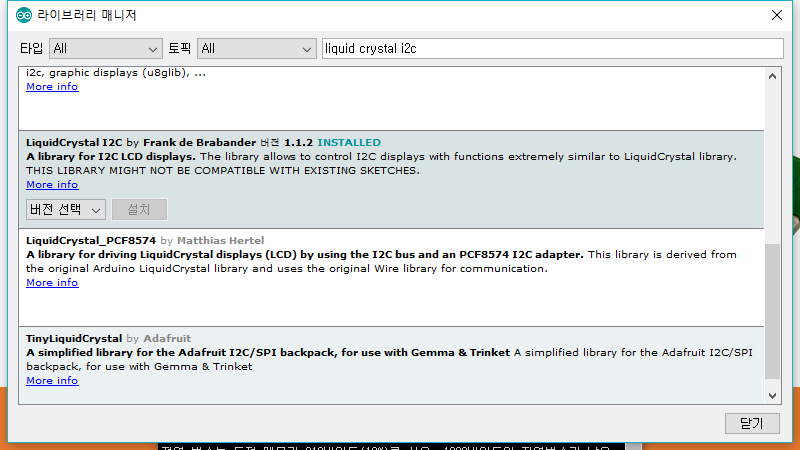 라이브러리 매니저
타입 All 토픽 All liquid crystal i2c
i2c, graphic displays (u8glib), ...
More info
LiquidCrystal I2C by Frank de Brabander 버전 1.1.2 INSTALLED
A library for I2C LCD displays. The library allows to control I2C displays with functions extremely similar to LiquidCrystal library.
THIS LIBRARY MIGHT NOT BE COMPATIBLE WITH EXISTING SKETCHES.
More info
버전 선택 설치
LiquidCrystal_PCF8574 by Matthias Hertel
A library for driving LiquidCrystal displays (LCD) by using the I2C bus and an PCF8574 I2C adapter. This library is derived from
the original Arduino LiquidCrystal library and uses the original Wire library for communication.
More info
TinyLiquidCrystal by Adafruit
A simplified library for the Adafruit I2C/SPI backpack, for use with Gemma & Trinket A simplified library for the Adafruit I2C/SPI
backpack, for use with Gemma & Trinket
More info
닫기